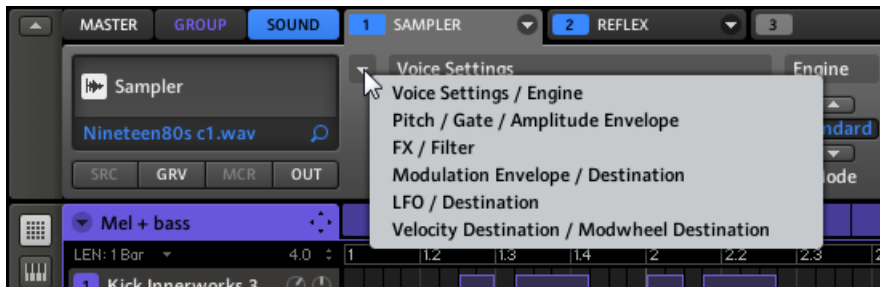 MASTER GROUP SOUND 1 SAMPLER 2 REFLEX 3
Voice Settings Engine
Sampler
Voice Settings / Engine
Pitch / Gate / Amplitude Envelope
Nineteen80s c1.wav
FX / Filter
SRC GRV MCR OUT
Modulation Envelope / Destination
LFO / Destination
Velocity Destination / Modwheel Destination
Mel + bass
LEN: 1 Bar 4.0 1 1.2 1.3 1.4 2 2.2 2.3
1 Kick Innerworks 3